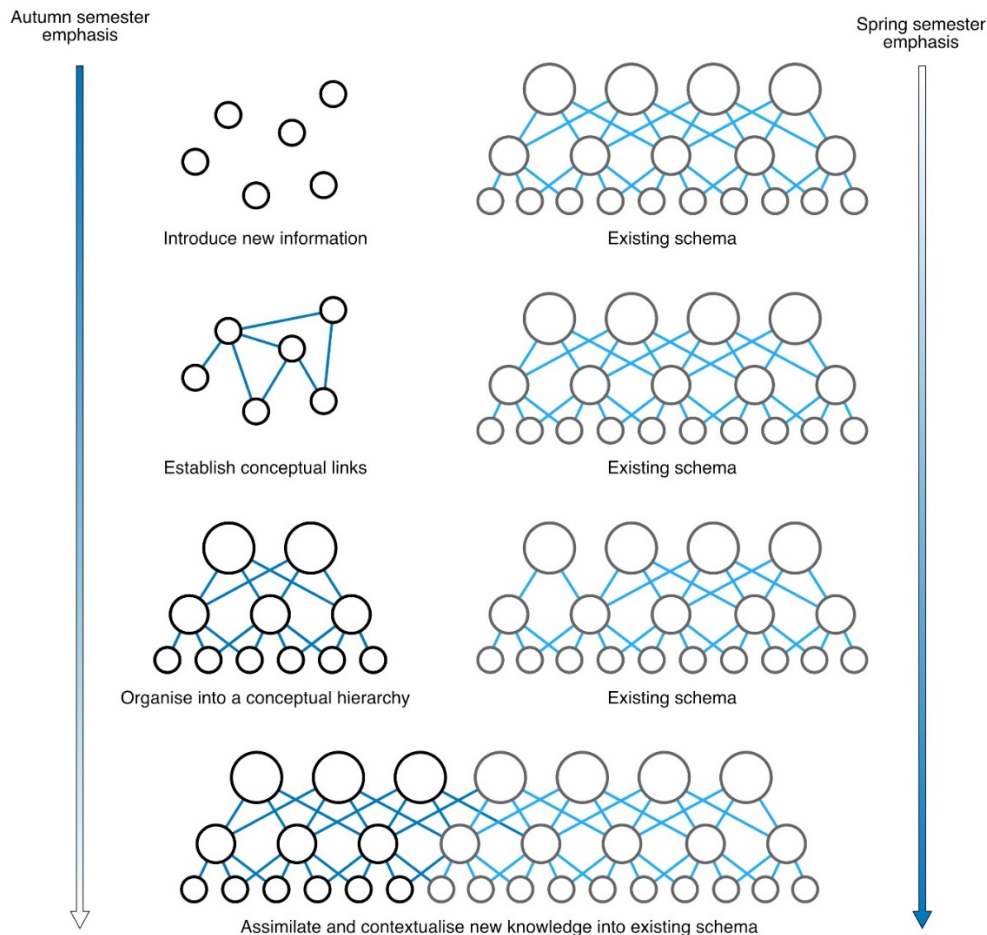 Autumn semester
emphasis
Spring semester
emphasis
Introduce new information
Existing schema
Establish conceptual links
Existing schema
Organise into a conceptual hierarchy
Existing schema
Assimilate and contextualise new knowledge into existing schema